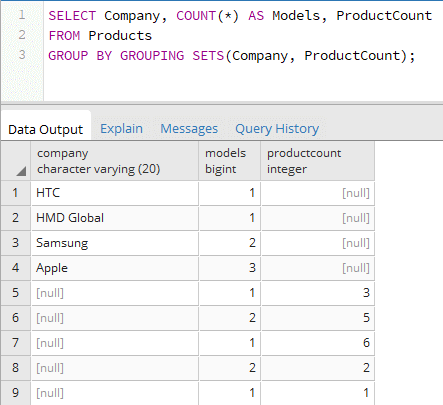 1 SELECT Company, COUNT(*) AS Models, ProductCount
2 FROM Products
3 GROUP BY GROUPING SETS(Company, ProductCount);
Data Output Explain Messages Query History
company models productcount
character varying (20) bigint integer
1 HTC 1 [null]
2 HMD Global 1 [null]
3 Samsung 2 [null]
4 Apple 3 [null]
5 [null] 1 3
6 [null] 2 5
7 [null] 1 6
8 [null] 2 2
9 [null] 1 1